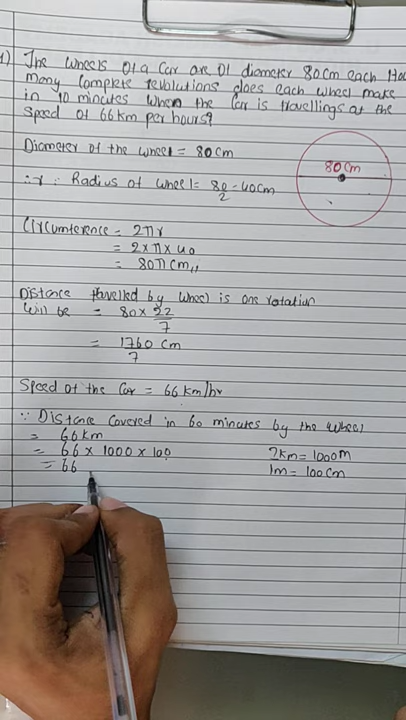 1) The wheels of a Car are of diameter 80cm each How
many Complete revolutions does each wheel make
in 10 minutes When the Car is travellings at the
Speed of 66 km per hours?
80cm
Diameter of the wheel = 80cm
∴ r : Radius of wheel = 80/2 = 40cm
Circumference = 2πr
= 2×π×40
= 80π cm,,
Distance travelled by Wheel is one rotation
Will be = 80 × 22/7
= 1760/7 cm
Speed of the Car = 66 km/hr
∵ Distance Covered in 60 minutes by the Wheel
= 66km
= 66 × 1000 × 100
= 66
1km = 1000m
1m = 100cm